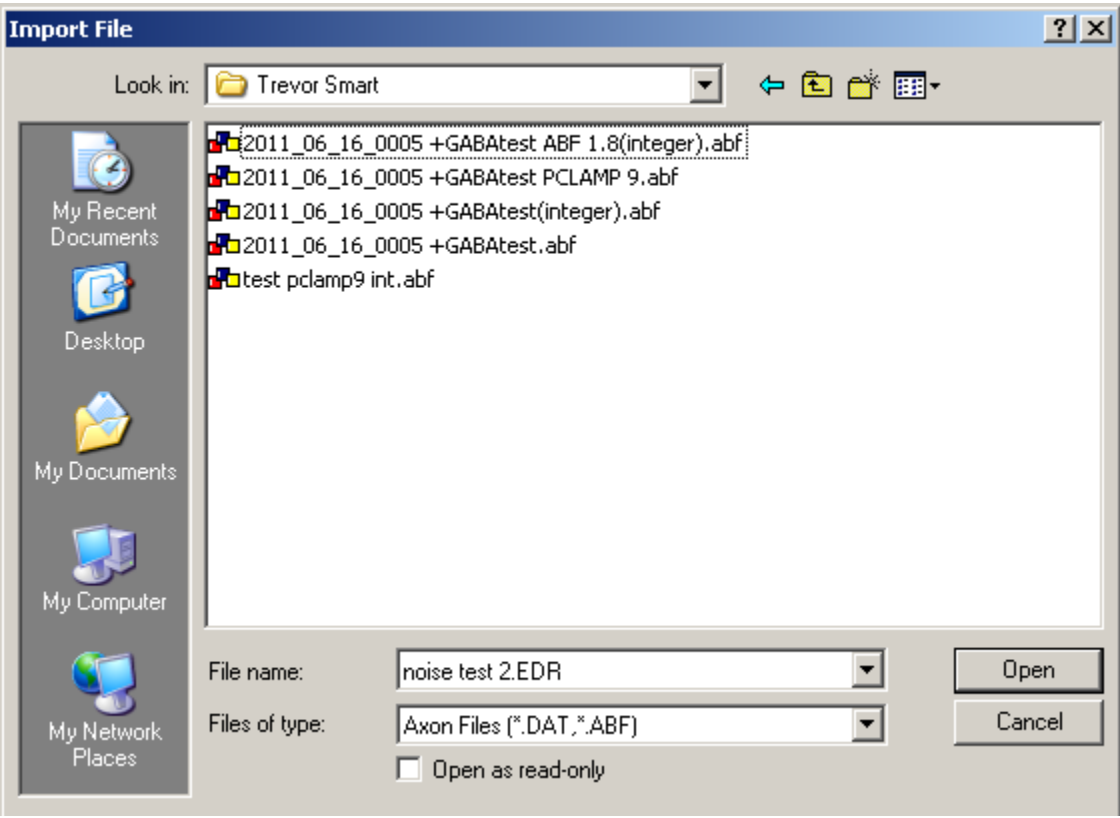 Import File
Look in:
Trevor Smart
My Recent
Documents
Desktop
My Documents
My Computer
My Network
Places
2011_06_16_0005 +GABAtest ABF 1.8(integer).abf
2011_06_16_0005 +GABAtest PCLAMP 9.abf
2011_06_16_0005 +GABAtest(integer).abf
2011_06_16_0005 +GABAtest.abf
test pclamp9 int.abf
File name:
noise test 2.EDR
Open
Files of type:
Axon Files (*.DAT,*.ABF)
Cancel
Open as read-only